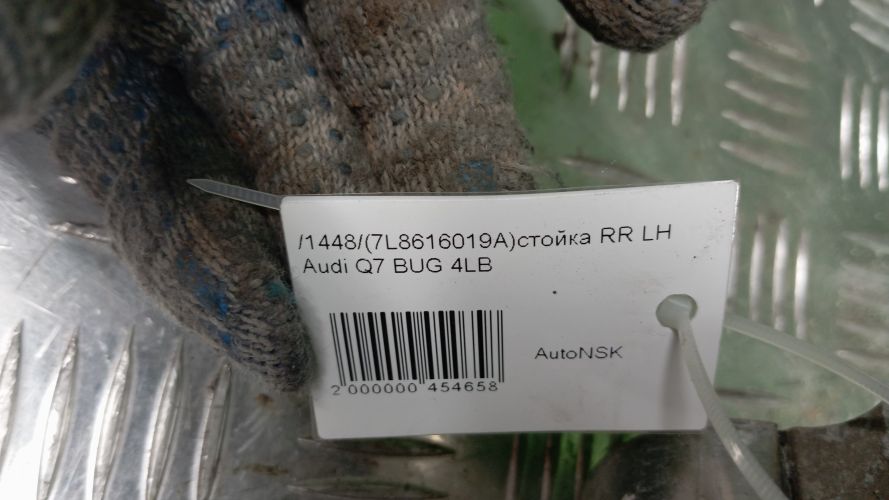 /1448/(7L8616019A)стойка RR LH
Audi Q7 BUG 4LB
AutoNSK
2 000000 454658